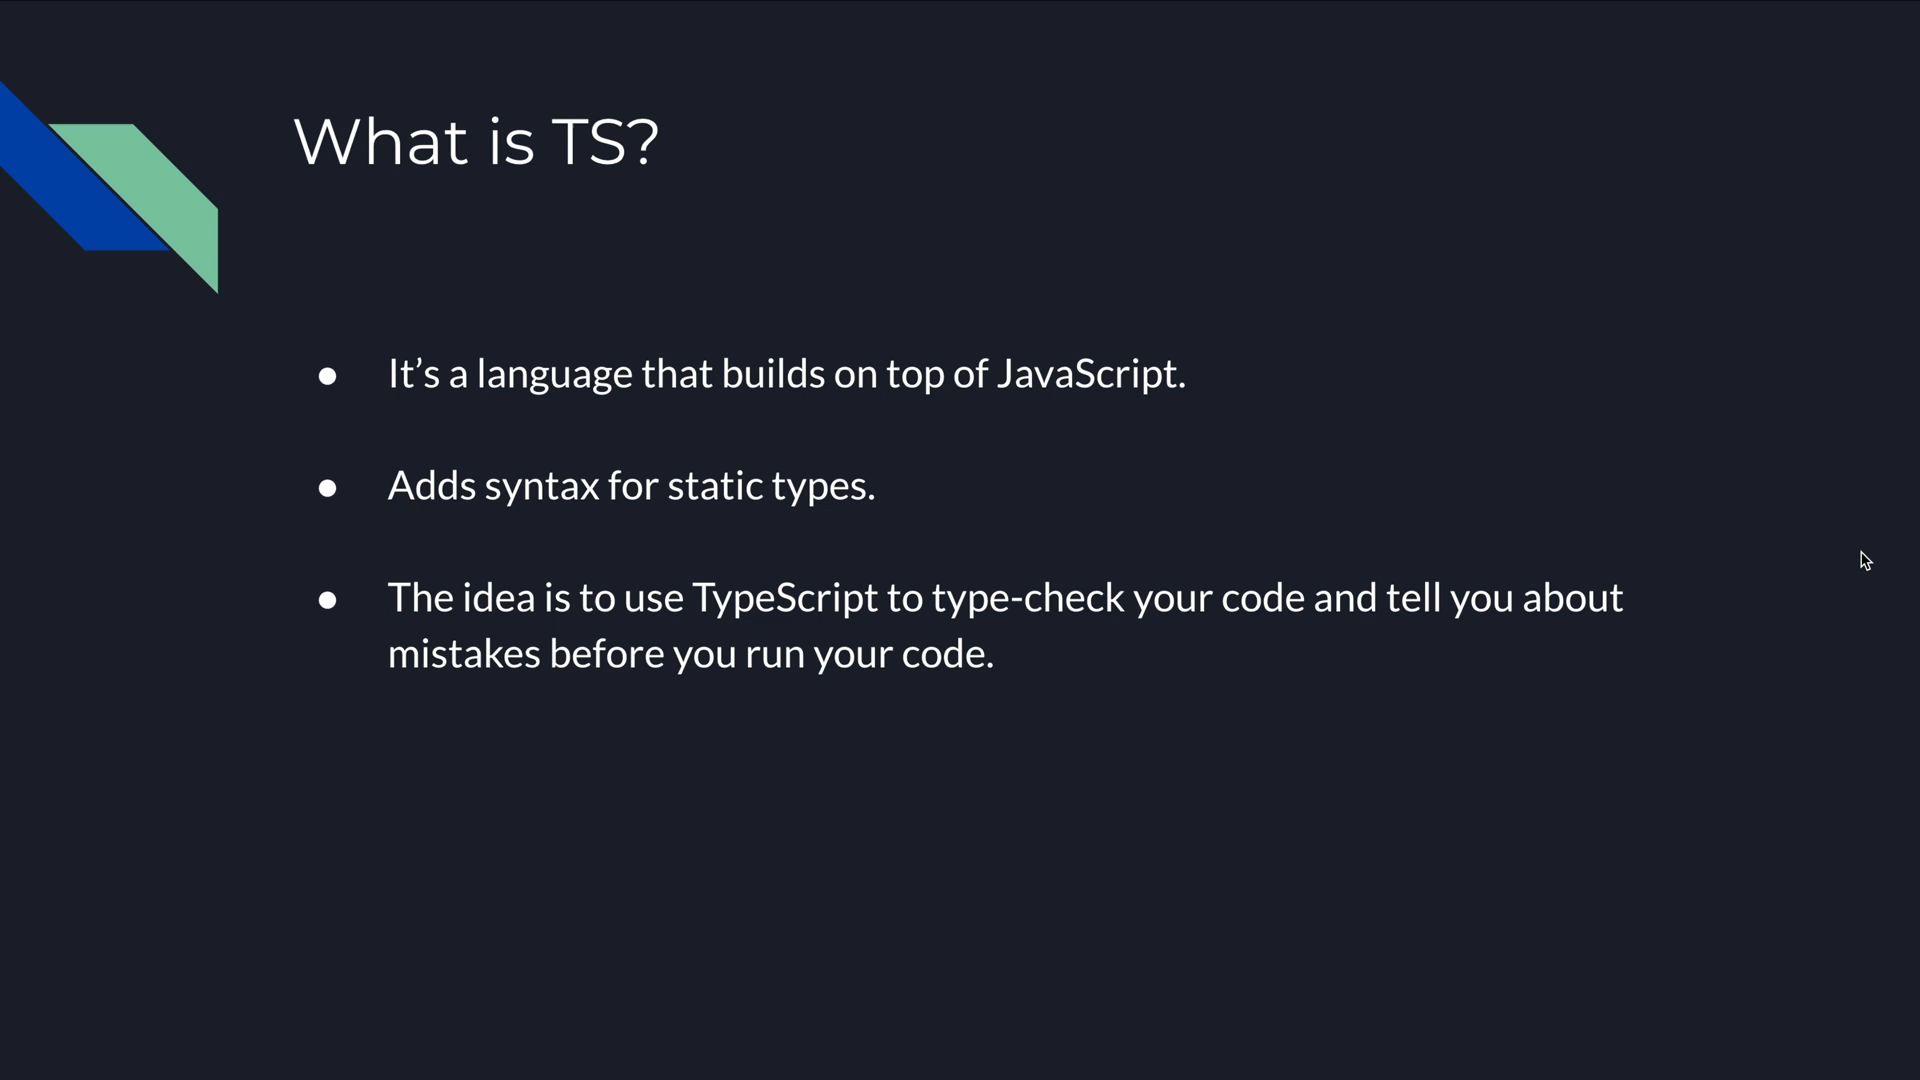 What is TS?
● It’s a language that builds on top of JavaScript.
● Adds syntax for static types.
● The idea is to use TypeScript to type-check your code and tell you about
mistakes before you run your code.